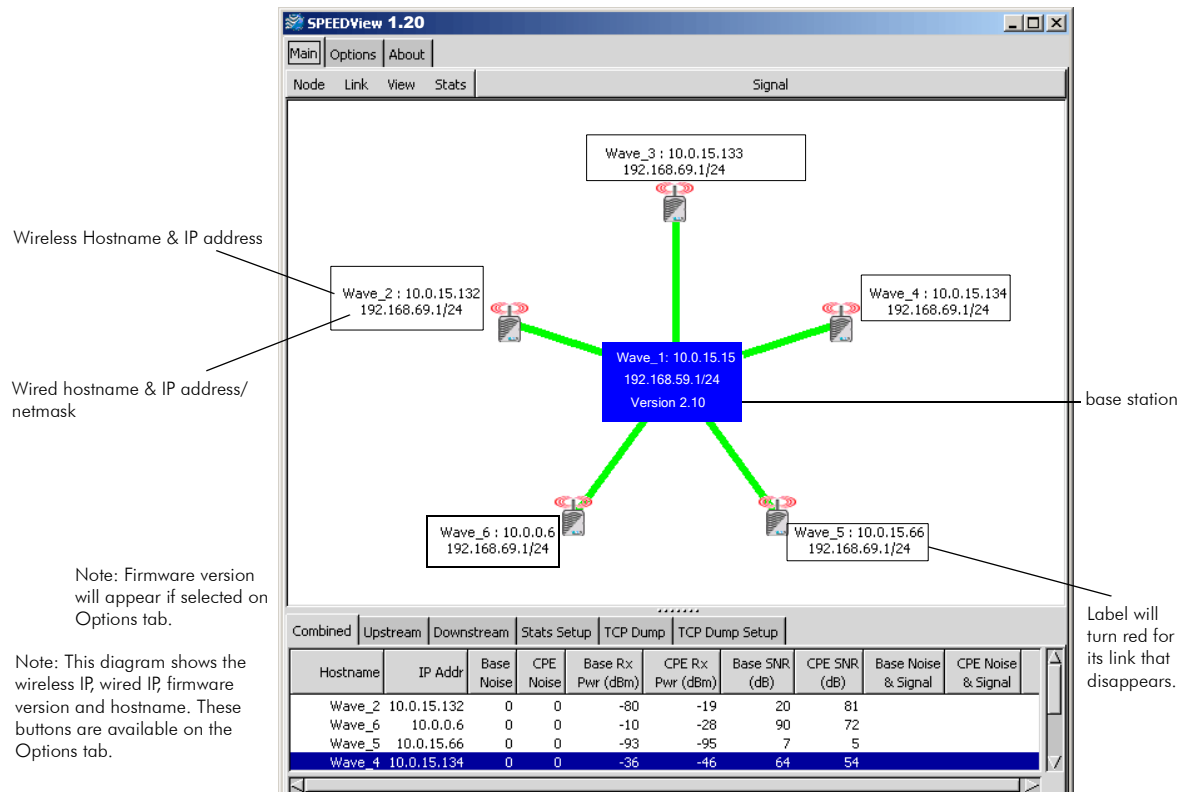 SPEEDView 1.20
Main Options About
Node Link View Stats Signal
Wave_3 : 10.0.15.133
192.168.69.1/24
Wireless Hostname & IP address
Wave_2 : 10.0.15.132
192.168.69.1/24
Wave_4 : 10.0.15.134
192.168.69.1/24
Wave_1: 10.0.15.15
192.168.59.1/24
Version 2.10
Wired hostname & IP address/
netmask
base station
Wave_6 : 10.0.0.6
192.168.69.1/24
Wave_5 : 10.0.15.66
192.168.69.1/24
Note: Firmware version
will appear if selected on
Options tab.
Label will
turn red for
its link that
disappears.
Note: This diagram shows the
wireless IP, wired IP, firmware
version and hostname. These
buttons are available on the
Options tab.
Combined Upstream Downstream Stats Setup TCP Dump TCP Dump Setup
Hostname IP Addr Base Noise CPE Noise Base Rx Pwr (dBm) CPE Rx Pwr (dBm) Base SNR (dB) CPE SNR (dB) Base Noise & Signal CPE Noise & Signal
Wave_2 10.0.15.132 0 0 -80 -19 20 81
Wave_6 10.0.0.6 0 0 -10 -28 90 72
Wave_5 10.0.15.66 0 0 -93 -95 7 5
Wave_4 10.0.15.134 0 0 -36 -46 64 54